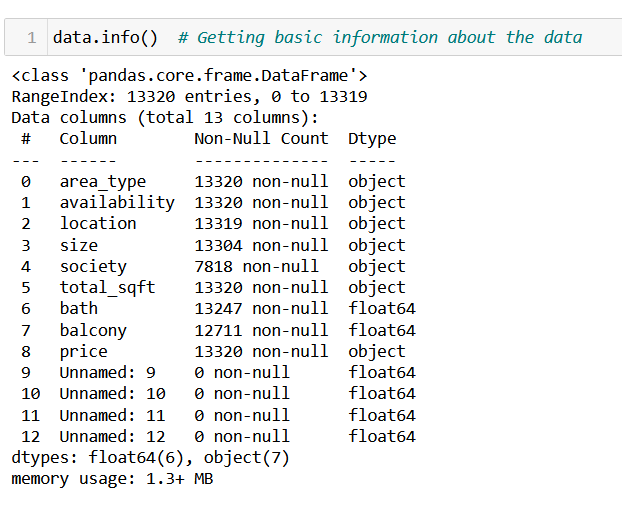 1 data.info()  # Getting basic information about the data
<class 'pandas.core.frame.DataFrame'>
RangeIndex: 13320 entries, 0 to 13319
Data columns (total 13 columns):
 #   Column        Non-Null Count  Dtype
---  ------        --------------  -----
 0   area_type     13320 non-null  object
 1   availability  13320 non-null  object
 2   location      13319 non-null  object
 3   size          13304 non-null  object
 4   society       7818 non-null   object
 5   total_sqft    13320 non-null  object
 6   bath          13247 non-null  float64
 7   balcony       12711 non-null  float64
 8   price         13320 non-null  object
 9   Unnamed: 9    0 non-null      float64
 10  Unnamed: 10   0 non-null      float64
 11  Unnamed: 11   0 non-null      float64
 12  Unnamed: 12   0 non-null      float64
dtypes: float64(6), object(7)
memory usage: 1.3+ MB